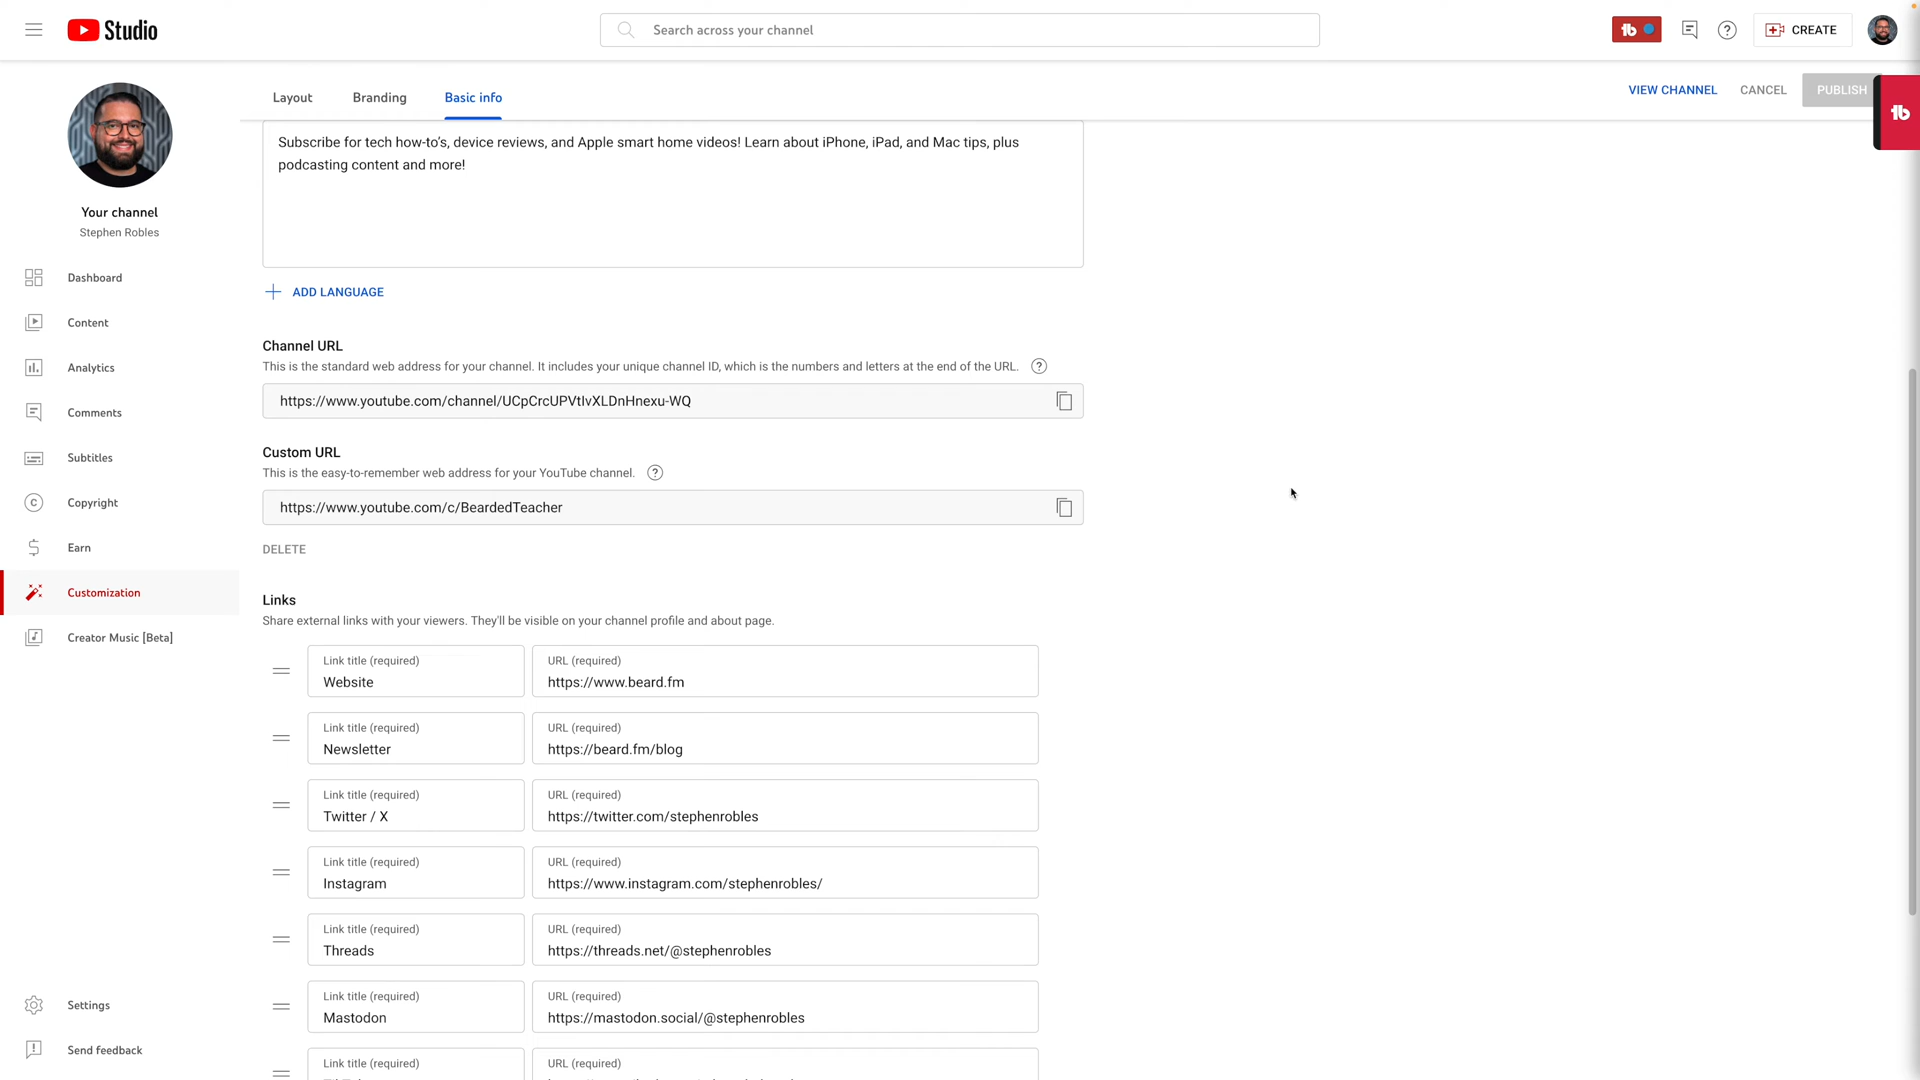 Studio
Search across your channel
CREATE
Layout
Branding
Basic info
VIEW CHANNEL
CANCEL
PUBLISH
Your channel
Stephen Robles
Dashboard
Content
Analytics
Comments
Subtitles
Copyright
Earn
Customization
Creator Music [Beta]
Settings
Send feedback
Subscribe for tech how-to's, device reviews, and Apple smart home videos! Learn about iPhone, iPad, and Mac tips, plus
podcasting content and more!
ADD LANGUAGE
Channel URL
This is the standard web address for your channel. It includes your unique channel ID, which is the numbers and letters at the end of the URL.
https://www.youtube.com/channel/UCpCrcUPVtIvXLDnHnexu-WQ
Custom URL
This is the easy-to-remember web address for your YouTube channel.
https://www.youtube.com/c/BeardedTeacher
DELETE
Links
Share external links with your viewers. They'll be visible on your channel profile and about page.
Link title (required)
Website
URL (required)
https://www.beard.fm
Link title (required)
Newsletter
URL (required)
https://beard.fm/blog
Link title (required)
Twitter / X
URL (required)
https://twitter.com/stephenrobles
Link title (required)
Instagram
URL (required)
https://www.instagram.com/stephenrobles/
Link title (required)
Threads
URL (required)
https://threads.net/@stephenrobles
Link title (required)
Mastodon
URL (required)
https://mastodon.social/@stephenrobles
Link title (required)
URL (required)